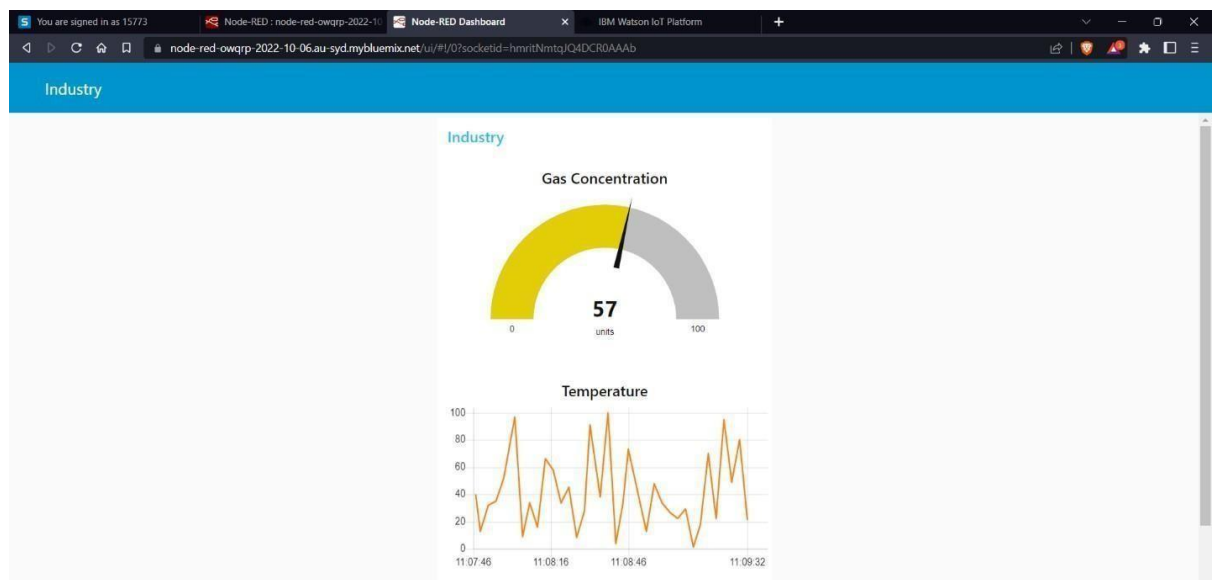 You are signed in as 15773
Node-RED : node-red-owqrp-2022-10
Node-RED Dashboard
IBM Watson IoT Platform
node-red-owqrp-2022-10-06.au-syd.mybluemix.net/ui/#!/0?socketid=hmritNmtqJQ4DCR0AAAb
Industry
Industry
Gas Concentration
57
units
0
100
Temperature
100
80
60
40
20
0
11:07:46
11:08:16
11:08:46
11:09:32